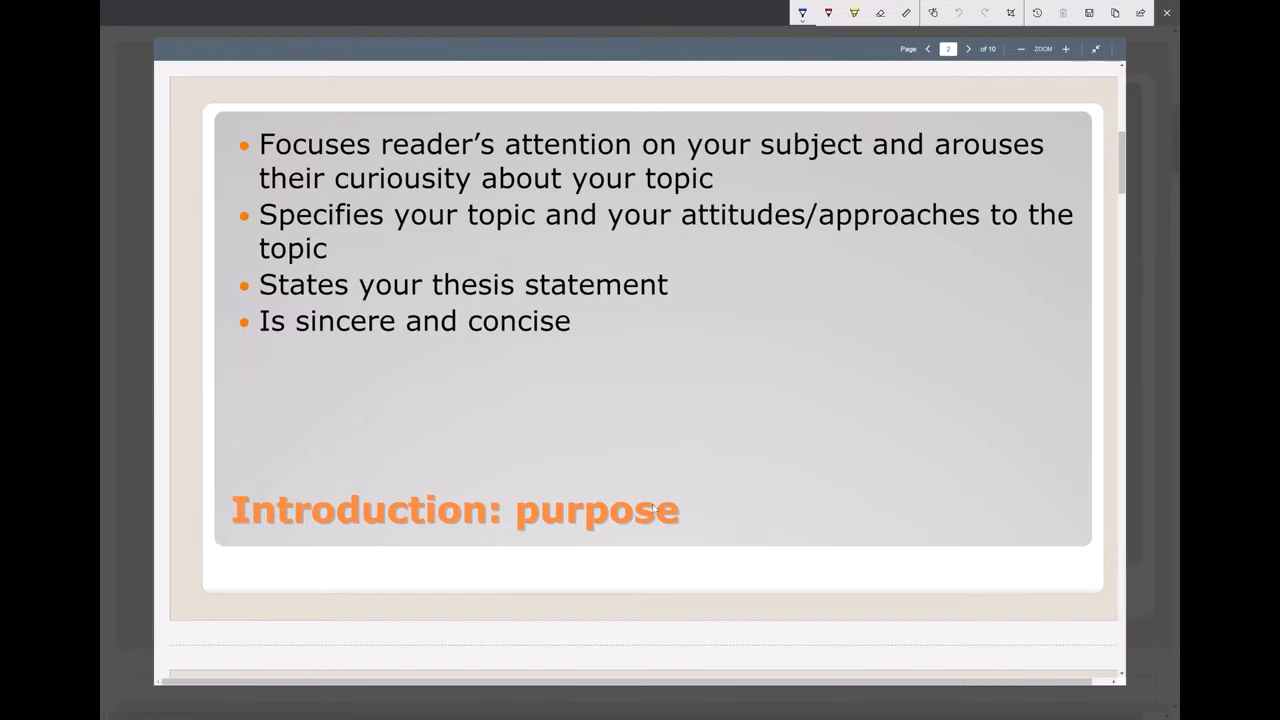 Page 2 of 10 ZOOM
Focuses reader's attention on your subject and arouses
their curiousity about your topic
Specifies your topic and your attitudes/approaches to the
topic
States your thesis statement
Is sincere and concise
Introduction: purpose